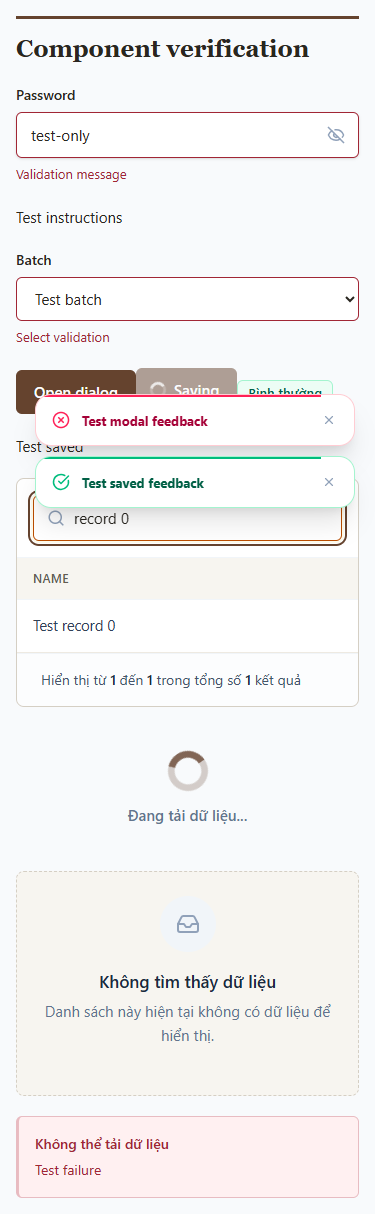 Component verification
Password
test-only
Validation message
Test instructions
Batch
Test batch
Select validation
Open dialog
Saving
Bình thường
Test modal feedback
Test saved
Test saved feedback
record 0
NAME
Test record 0
Hiển thị từ 1 đến 1 trong tổng số 1 kết quả
Đang tải dữ liệu...
Không tìm thấy dữ liệu
Danh sách này hiện tại không có dữ liệu để
hiển thị.
Không thể tải dữ liệu
Test failure